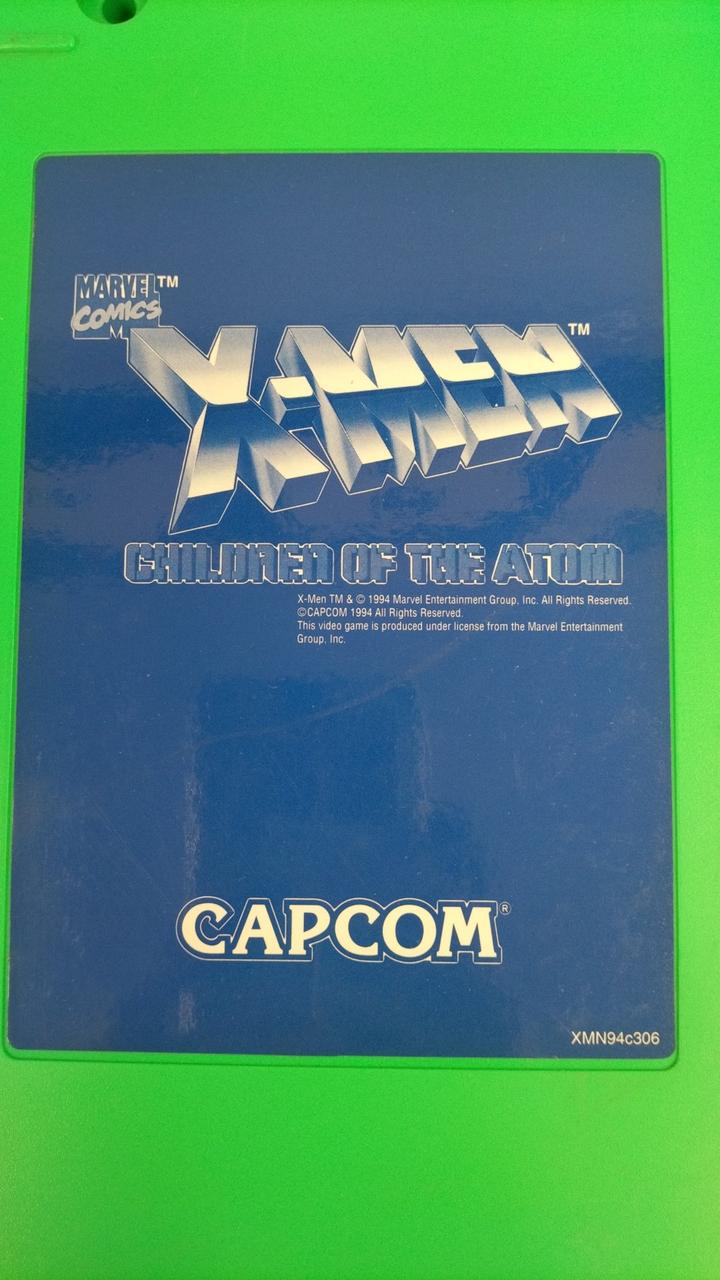 MARVEL™
COMICS
M
X-MEN™
CHILDREN OF THE ATOM
X-Men TM & © 1994 Marvel Entertainment Group, Inc. All Rights Reserved.
©CAPCOM 1994 All Rights Reserved.
This video game is produced under license from the Marvel Entertainment
Group, Inc.
CAPCOM®
XMN94c306